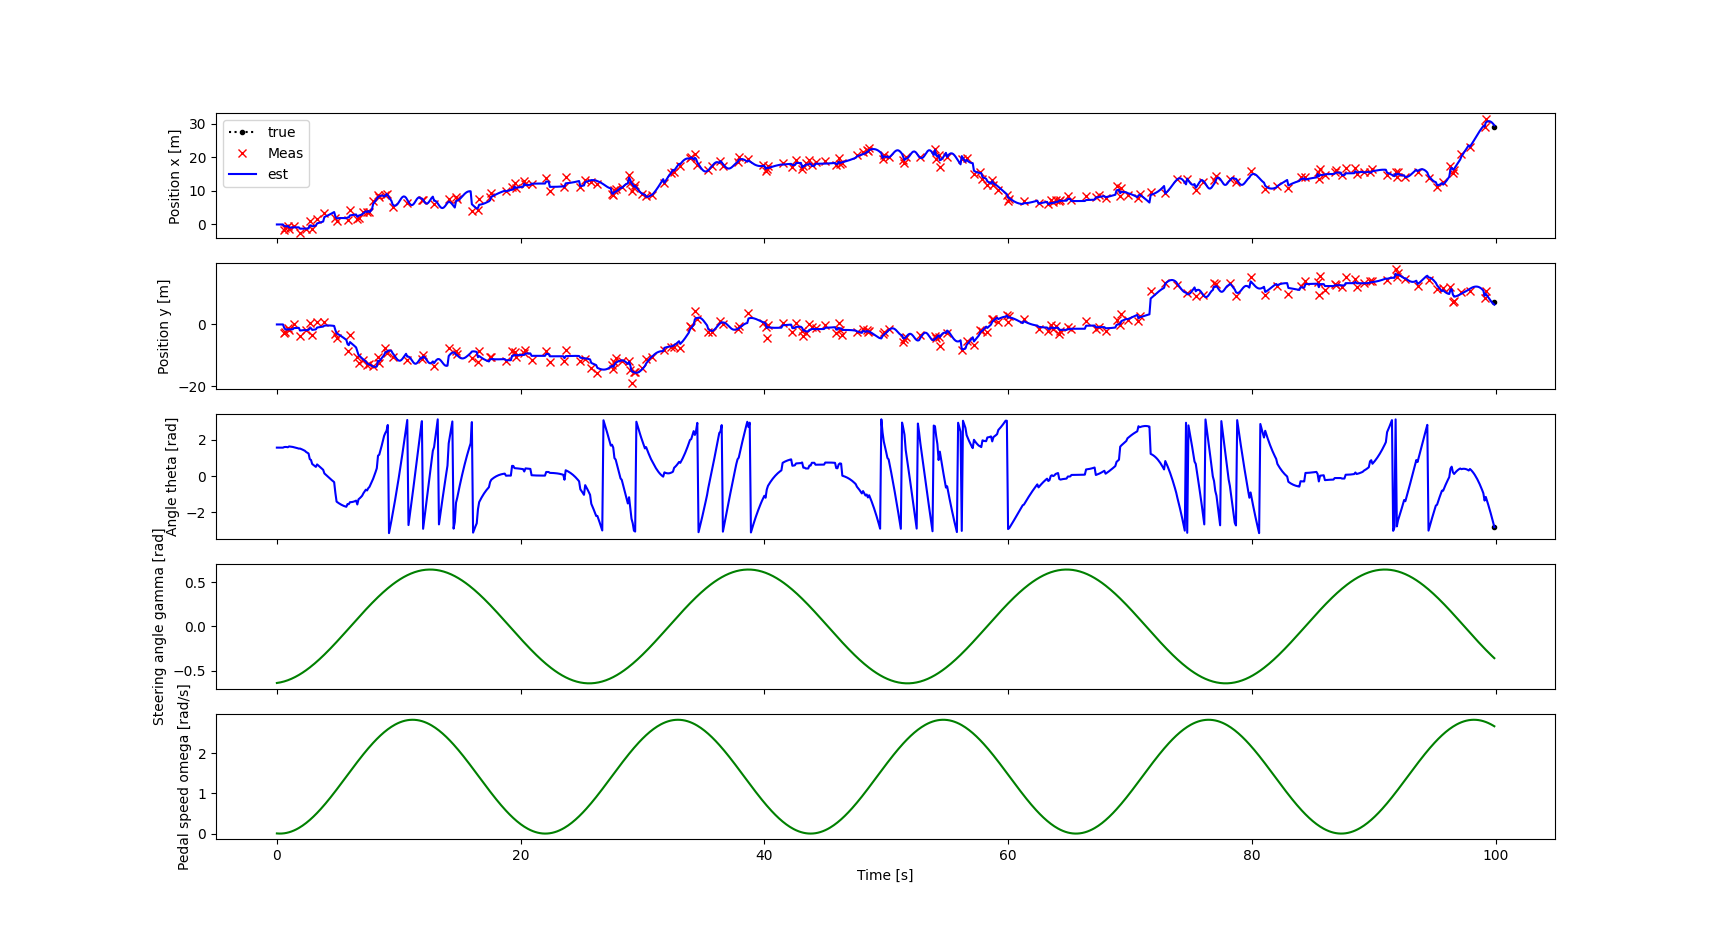 Position x [m]
30
20
10
0
true
Meas
est
Position y [m]
0
−20
Angle theta [rad]
2
0
−2
Steering angle gamma [rad]
0.5
0.0
−0.5
Pedal speed omega [rad/s]
2
1
0
0 20 40 60 80 100
Time [s]